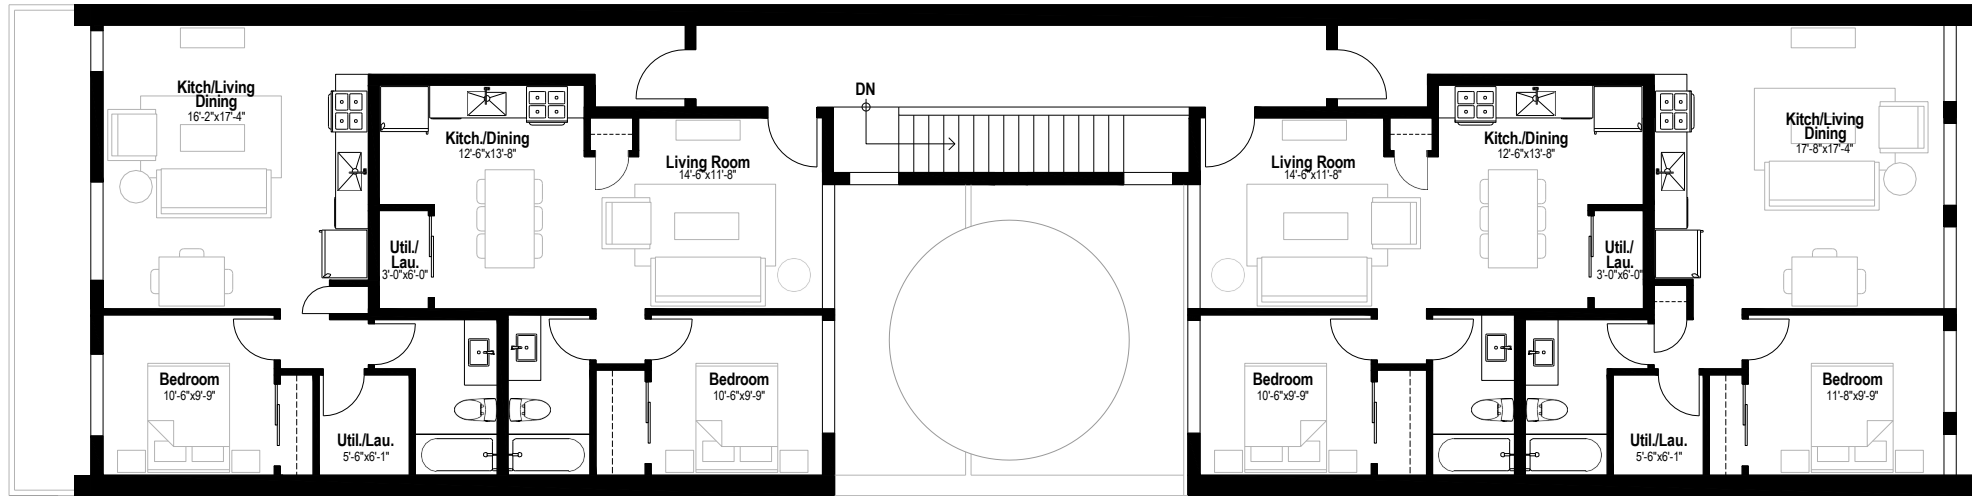 Kitch/Living
Dining
16'-2"x17'-4"
Kitch./Dining
12'-6"x13'-8"
Living Room
14'-6"x11'-8"
DN
Living Room
14'-6"x11'-8"
Kitch./Dining
12'-6"x13'-8"
Kitch/Living
Dining
17'-8"x17'-4"
Util./
Lau.
3'-0"x6'-0"
Util./
Lau.
3'-0"x6'-0"
Bedroom
10'-6"x9'-9"
Util./Lau.
5'-6"x6'-1"
Bedroom
10'-6"x9'-9"
Bedroom
10'-6"x9'-9"
Util./Lau.
5'-6"x6'-1"
Bedroom
11'-8"x9'-9"